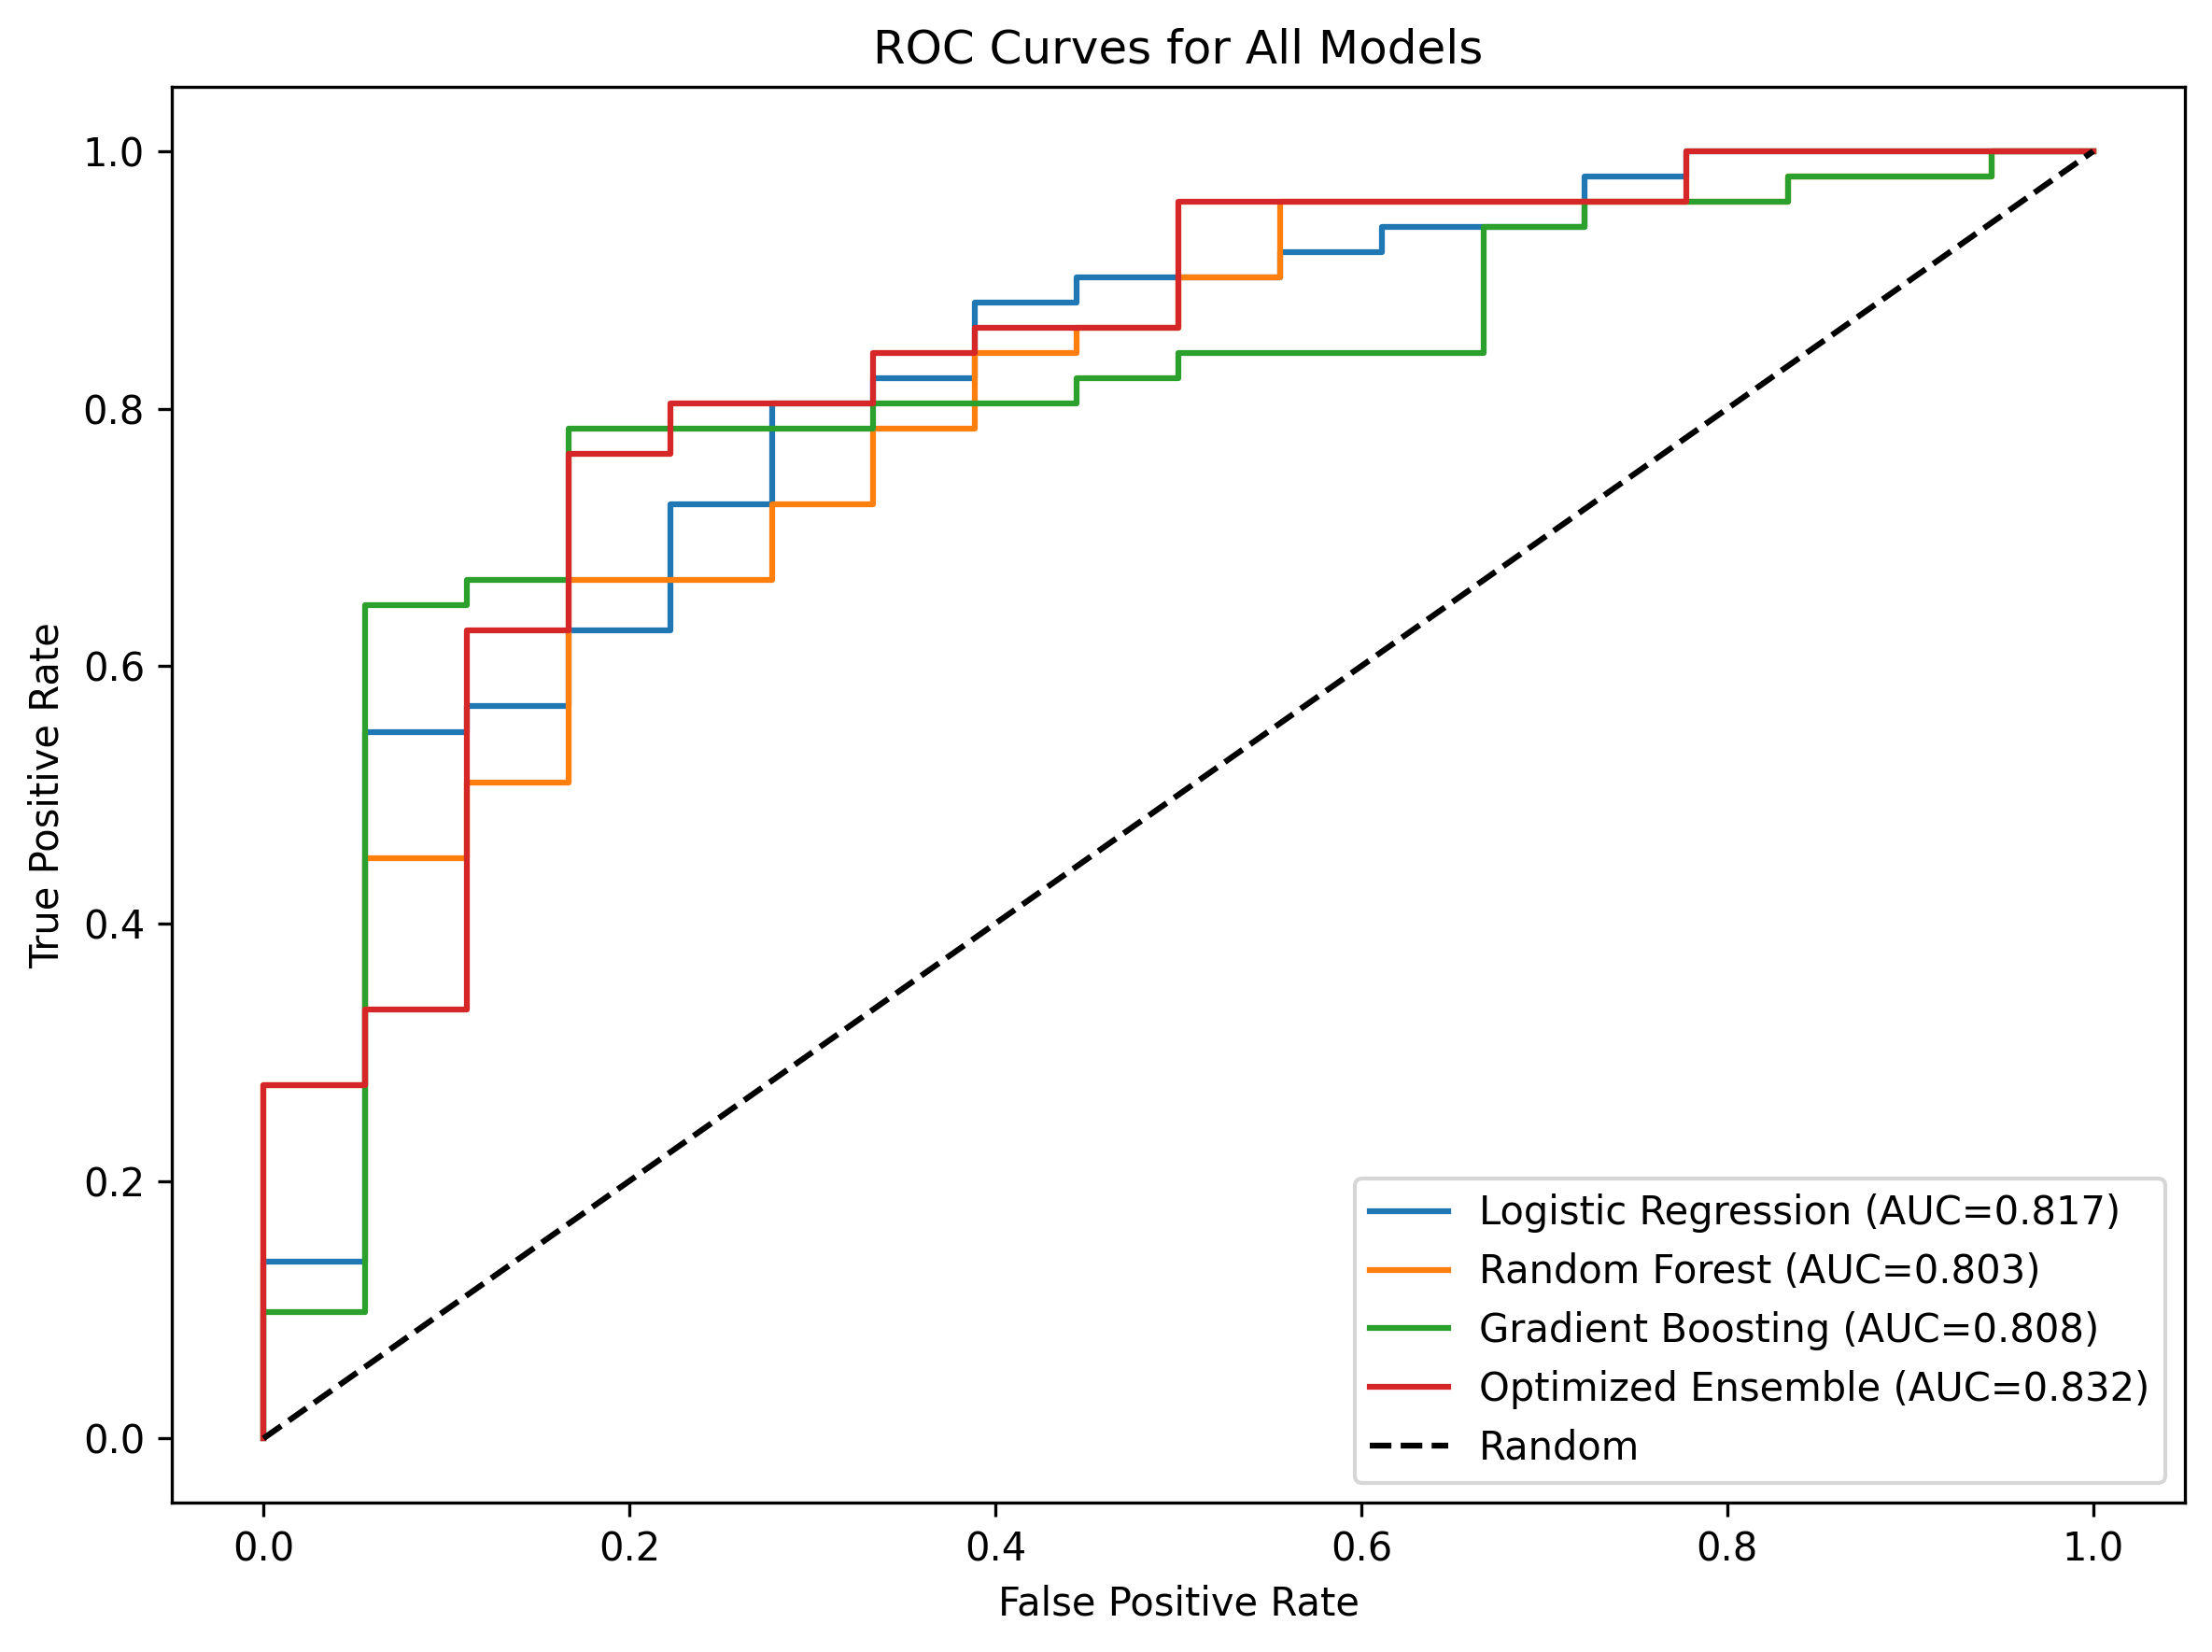 ROC Curves for All Models
1.0
0.8
0.6
0.4
0.2
0.0
True Positive Rate
0.0 0.2 0.4 0.6 0.8 1.0
False Positive Rate
Logistic Regression (AUC=0.817)
Random Forest (AUC=0.803)
Gradient Boosting (AUC=0.808)
Optimized Ensemble (AUC=0.832)
Random